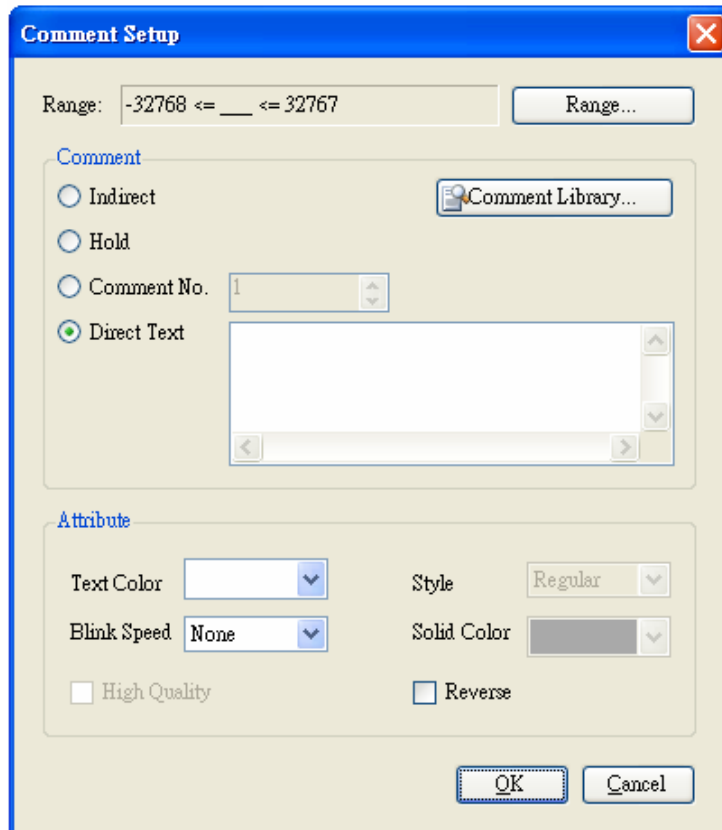 Comment Setup
Range: -32768 <= ___ <= 32767 Range...
Comment
Indirect Comment Library...
Hold
Comment No. 1
Direct Text
Attribute
Text Color Style Regular
Blink Speed None Solid Color
High Quality Reverse
OK Cancel